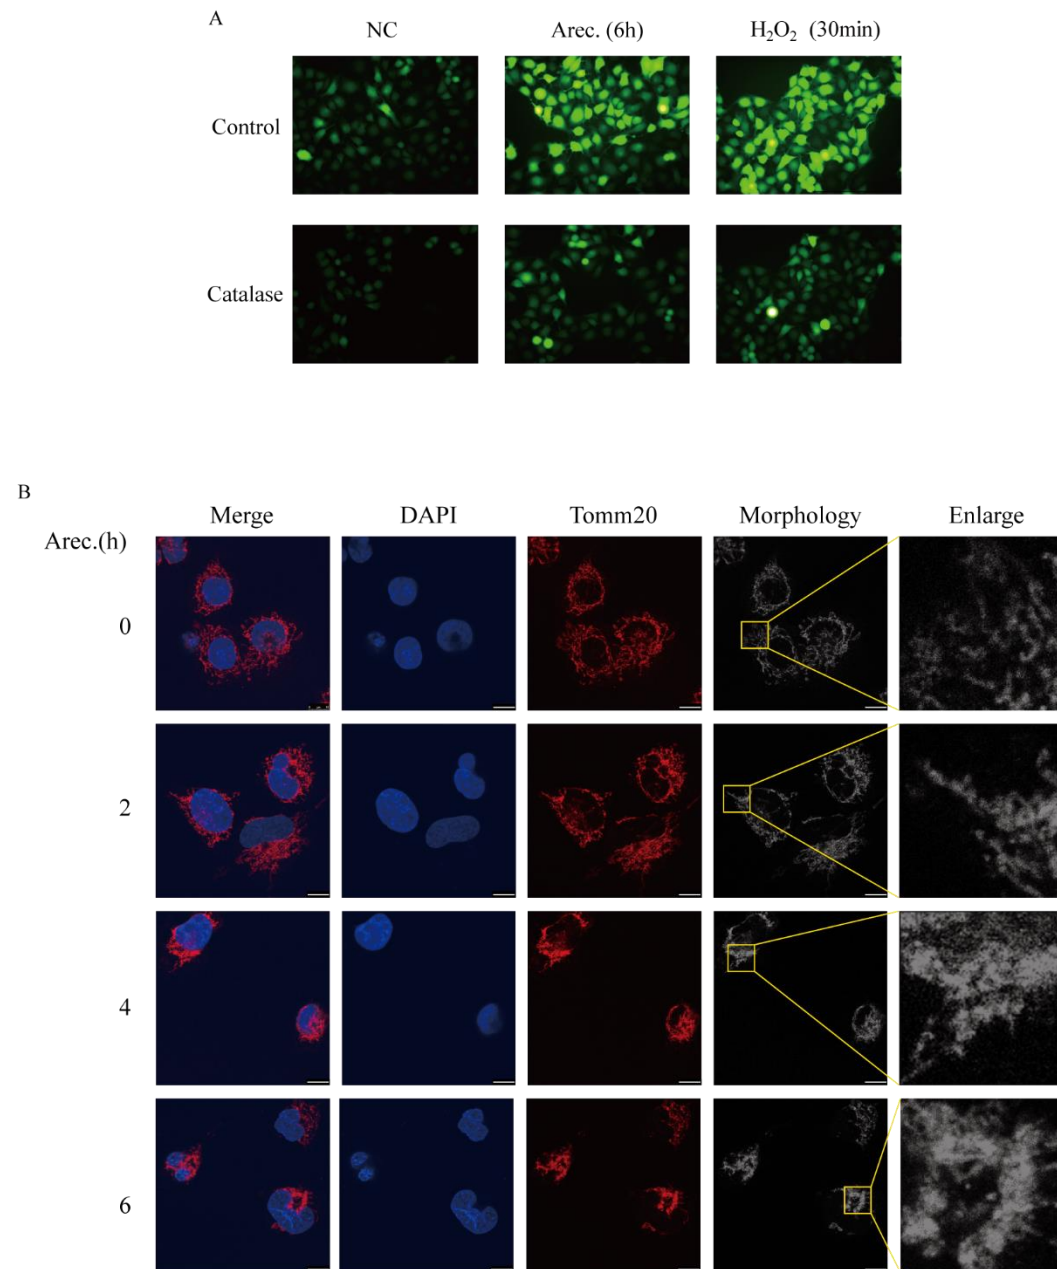 A
NC Arec. (6h) H₂O₂ (30min)
Control
Catalase
B
Merge DAPI Tomm20 Morphology Enlarge
Arec.(h)
0
2
4
6